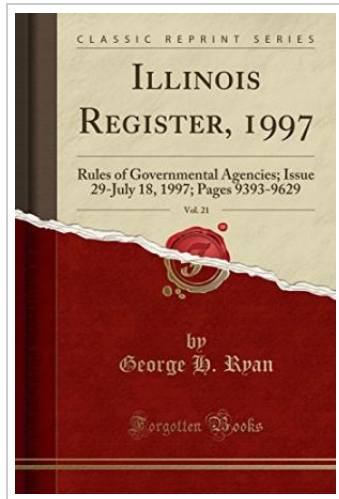 CLASSIC REPRINT SERIES
ILLINOIS
REGISTER, 1997
Rules of Governmental Agencies; Issue
29-July 18, 1997; Pages 9393-9629
Vol. 21
by
George H. Ryan
Forgotten Books